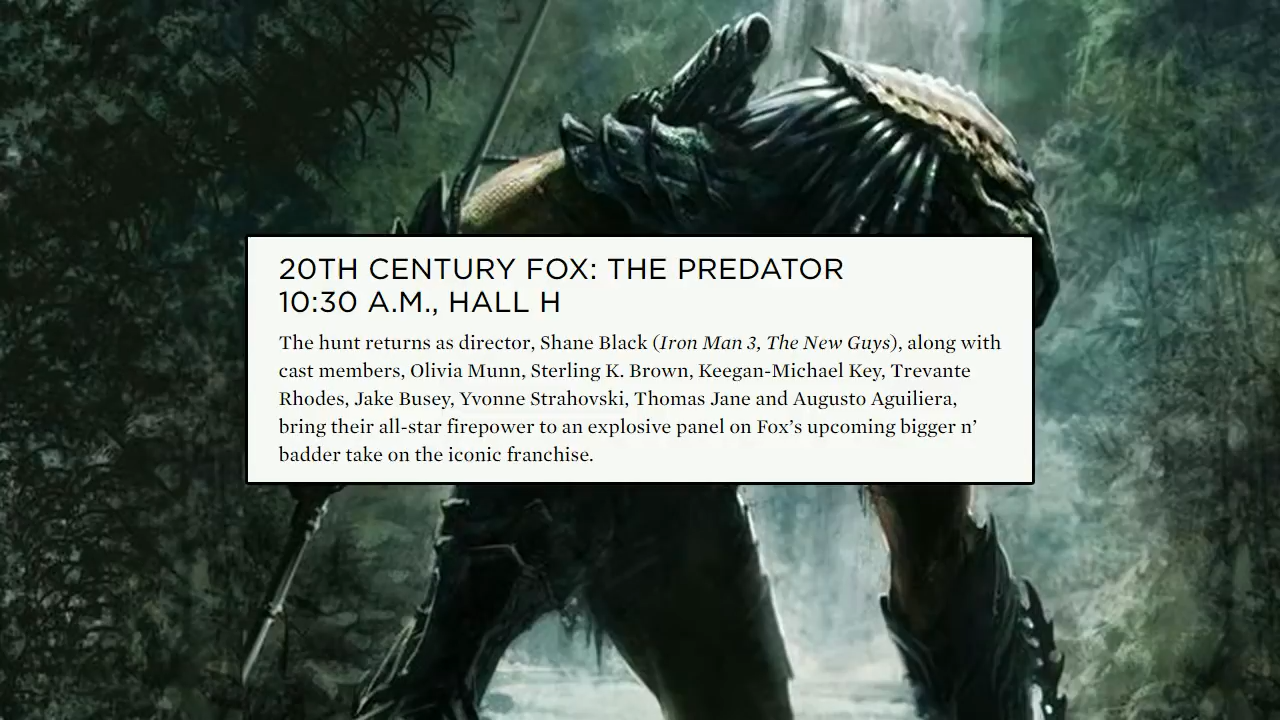 20TH CENTURY FOX: THE PREDATOR
10:30 A.M., HALL H
The hunt returns as director, Shane Black (Iron Man 3, The New Guys), along with
cast members, Olivia Munn, Sterling K. Brown, Keegan-Michael Key, Trevante
Rhodes, Jake Busey, Yvonne Strahovski, Thomas Jane and Augusto Aguiliera,
bring their all-star firepower to an explosive panel on Fox’s upcoming bigger n’
badder take on the iconic franchise.